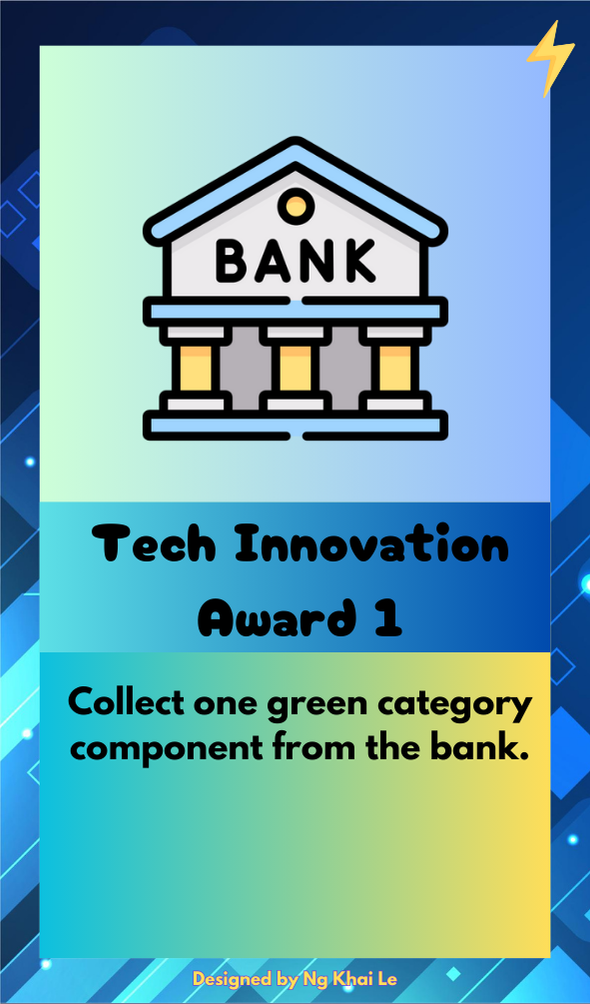 BANK
Tech Innovation
Award 1
Collect one green category
component from the bank.
Designed by Ng Khai Le